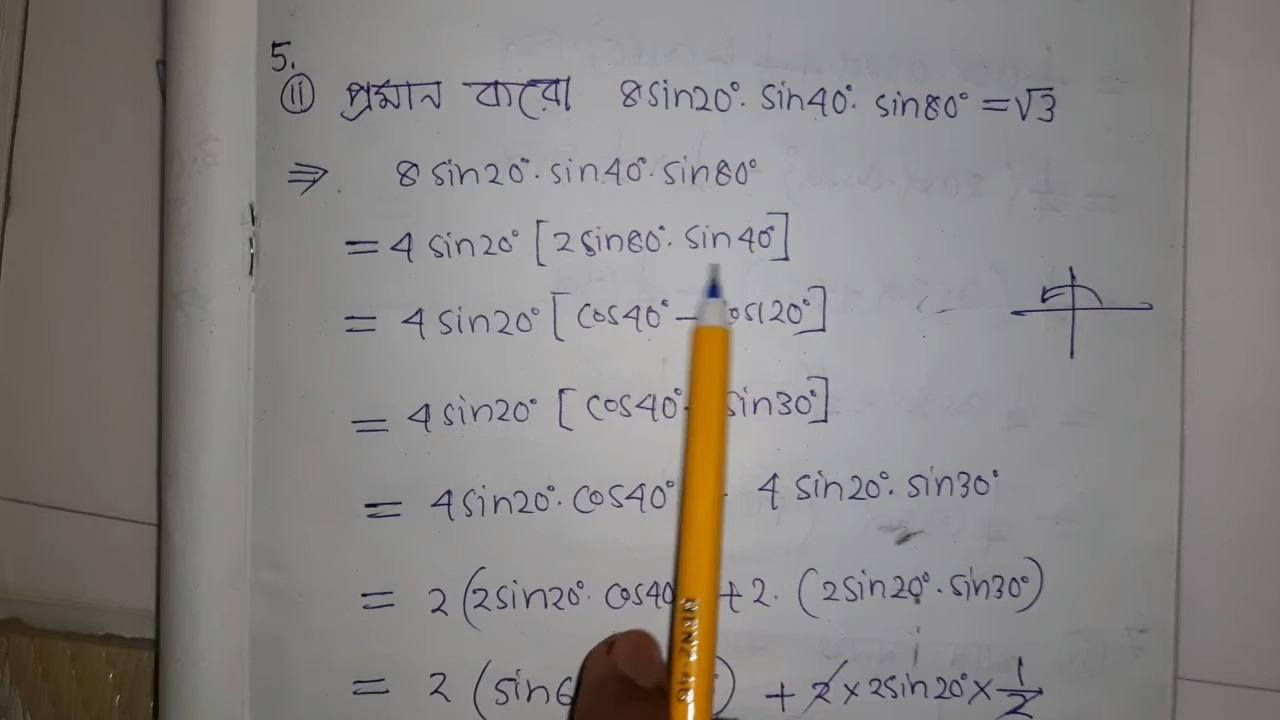 5.
ii প্রমান করো 8sin20°. sin40°. sin80° = √3
⇒ 8 sin20°. sin40°. sin80°
= 4 sin20° [2sin80°. sin40°]
= 4 sin20° [cos40° – cos120°]
= 4 sin20° [cos40° sin30°]
= 4sin20°. cos40° 4 sin20°. sin30°
= 2 (2sin20°. cos40 +2. (2sin20°. sin30°)
= 2 (sin6 ) + 2 × 2sin20° × 1/2